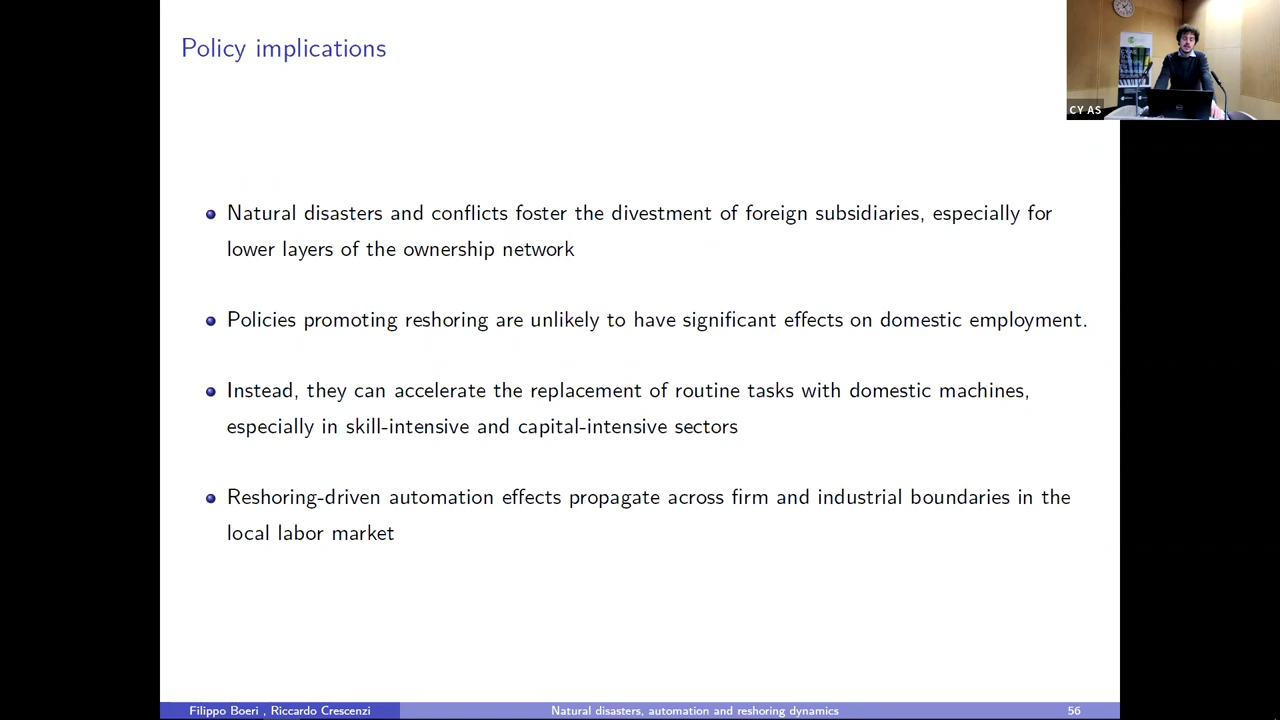 Policy implications
CY AS
Natural disasters and conflicts foster the divestment of foreign subsidiaries, especially for
lower layers of the ownership network
Policies promoting reshoring are unlikely to have significant effects on domestic employment.
Instead, they can accelerate the replacement of routine tasks with domestic machines,
especially in skill-intensive and capital-intensive sectors
Reshoring-driven automation effects propagate across firm and industrial boundaries in the
local labor market
Filippo Boeri , Riccardo Crescenzi
Natural disasters, automation and reshoring dynamics
56